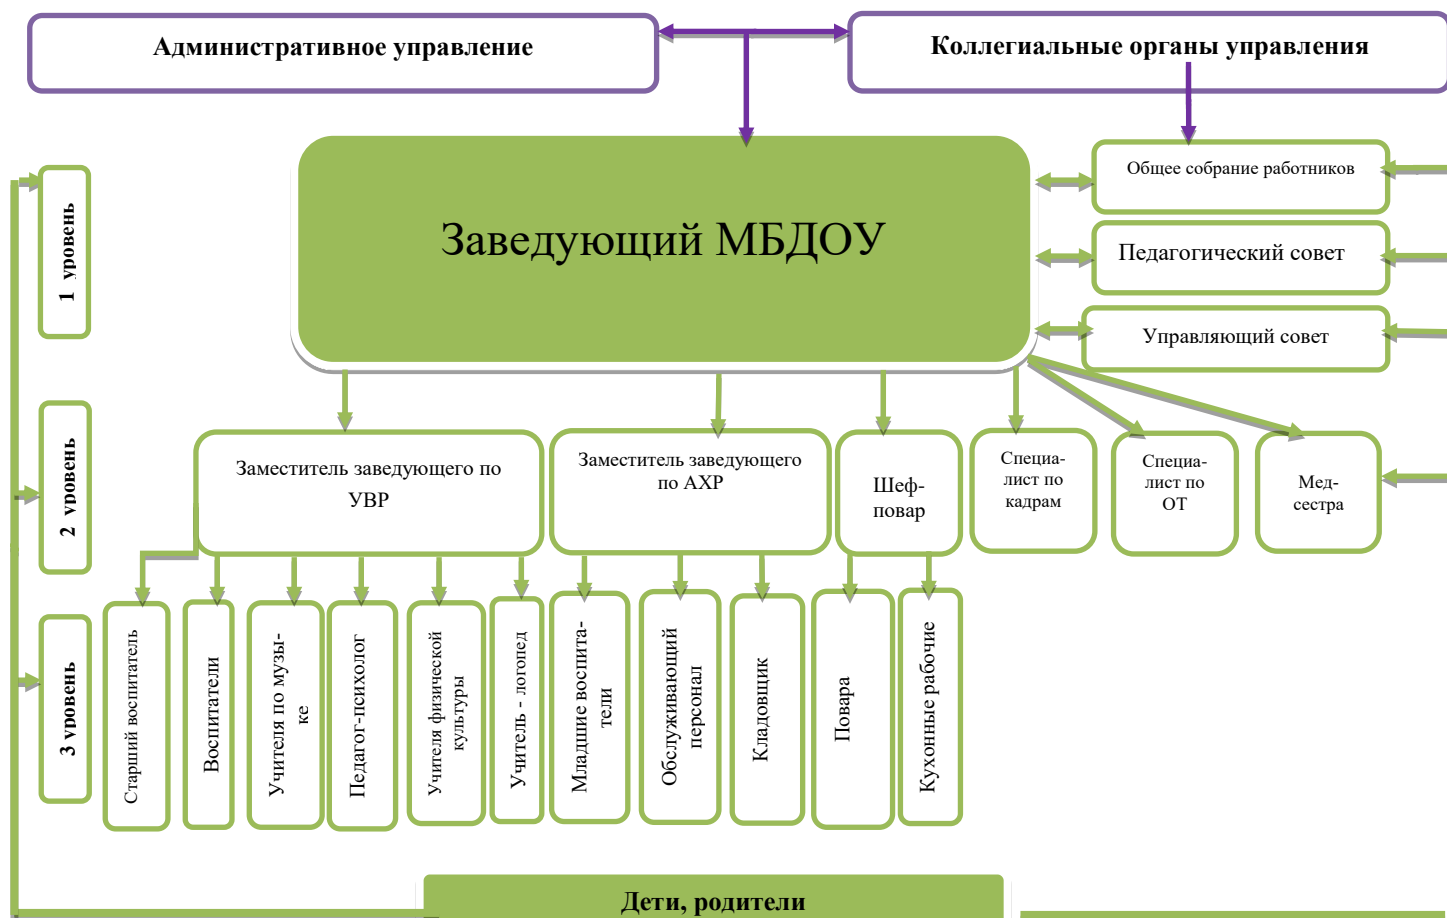 Административное управление
Коллегиальные органы управления
Заведующий МБДОУ
Общее собрание работников
Педагогический совет
Управляющий совет
1 уровень
2 уровень
Заместитель заведующего по
УВР
Заместитель заведующего
по АХР
Шеф-
повар
Специа-
лист по
кадрам
Специа-
лист по
ОТ
Мед-
сестра
3 уровень
Старший воспитатель
Воспитатели
Учителя по музы-
ке
Педагог-психолог
Учителя физической
культуры
Учитель - логопед
Младшие воспита-
тели
Обслуживающий
персонал
Кладовщик
Повара
Кухонные рабочие
Дети, родители